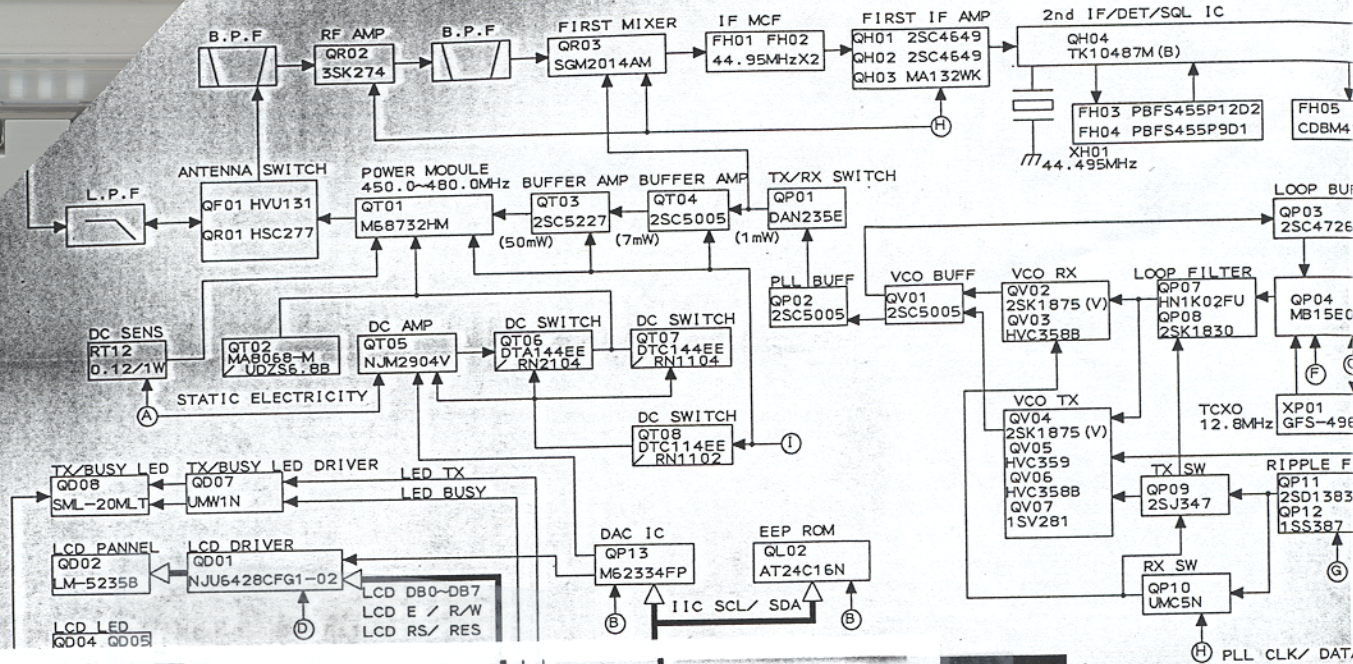 B.P.F
QR02
3SK274
RF AMP
B.P.F
FIRST MIXER
QR03
SQM2014AM
IF MCF
FH01 FH02
44.95MHzX2
FIRST IF AMP
QH01 2SC4649
QH02 2SC4649
QH03 MA132WK
2nd IF/DET/SQL IC
QH04
TK10487M(B)
FH03 PBFS455P12D2
FH04 PBFS455P9D1
FH05
XH01
44.495MHz
H
L.P.F
ANTENNA SWITCH
QF01 HVU131
QR01 HSC277
POWER MODULE
450.0~480.0MHz
QT01
M68732HM
BUFFER AMP
QT03
2SC5227
(50mW)
BUFFER AMP
QT04
2SC5005
(7mW)
TX/RX SWITCH
QP01
DAN235E
(1mW)
QP03
2SC4726
PLL BUFF
QP02
2SC5005
VCO BUFF
QV01
2SC5005
VCO RX
QV02
2SK1875(V)
QV03
HVC358B
LOOP FILTER
QP07
HN1K02FU
QP08
2SK1830
QP04
F
DC SENS
RT12
0.12/1W
A
QT02
MA8068-M
/ UDZS6.8B
DC AMP
QT05
NJM2904V
DC SWITCH
QT06
DTA144EE
/ RN2104
DC SWITCH
QT07
DTC144EE
/ RN1104
STATIC ELECTRICITY
DC SWITCH
QT08
DTC114EE
/ RN1102
I
VCO TX
QV04
2SK1875(V)
QV05
HVC359
QV06
HVC358B
QV07
1SV281
TCXO
12.8MHz
XP01
TX SW
QP09
2SJ347
QP11
2SD1383
QP12
1SS387
G
TX/BUSY LED
QD08
SML-20MLT
TX/BUSY LED DRIVER
QD07
UMW1N
LED TX
LED BUSY
LCD PANNEL
QD02
LM-5235B
LCD DRIVER
QD01
NJU6428CFG1-02
LCD DB0~DB7
LCD E / R/W
LCD RS/ RES
D
DAC IC
QP13
M62334FP
B
EEP ROM
QL02
AT24C16N
B
IIC SCL/ SDA
RX SW
QP10
UMC5N
H
PLL CLK/
LCD LED
QD04 QD05